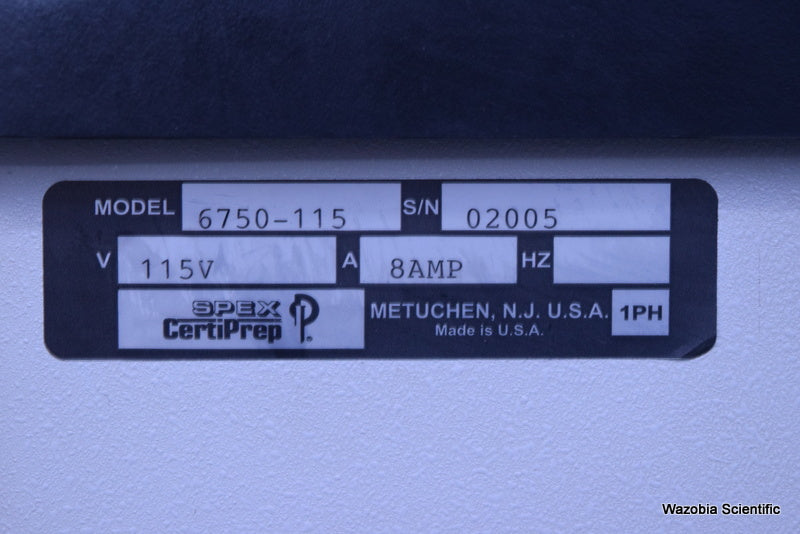 MODEL 6750-115 S/N 02005
V 115V A 8AMP HZ
SPEX
CertiPrep ®
METUCHEN, N.J. U.S.A. 1PH
Made is U.S.A.
Wazobia Scientific